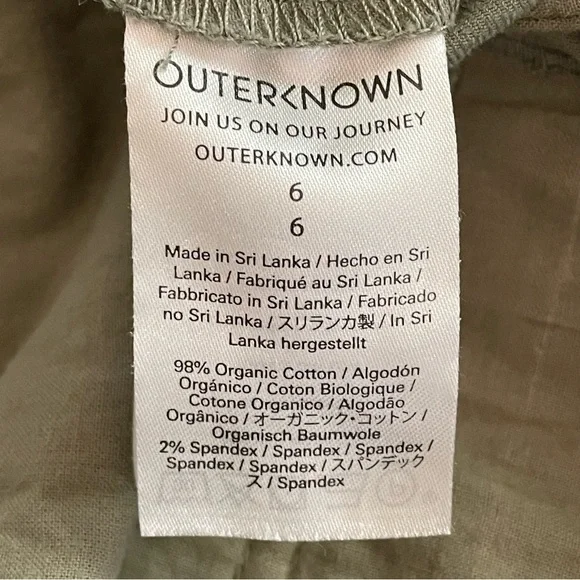 OUTERKNOWN
JOIN US ON OUR JOURNEY
OUTERKNOWN.COM
6
6
Made in Sri Lanka / Hecho en Sri
Lanka / Fabriqué au Sri Lanka /
Fabbricato in Sri Lanka / Fabricado
no Sri Lanka / スリランカ製 / In Sri
Lanka hergestellt
98% Organic Cotton / Algodón
Orgánico / Coton Biologique /
Cotone Organico / Algodão
Orgânico / オーガニック・コットン /
Organisch Baumwole
2% Spandex / Spandex / Spandex /
Spandex / Spandex / スパンデック
ス / Spandex